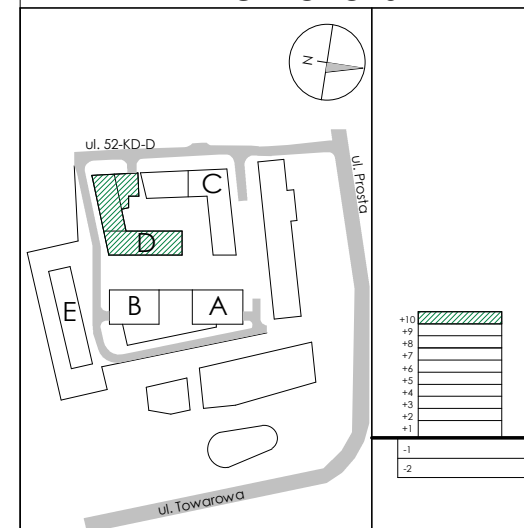 N
ul. 52-KD-D
ul. Prosta
C
D
E
B
A
ul. Towarowa
+10
+9
+8
+7
+6
+5
+4
+3
+2
+1
-1
-2